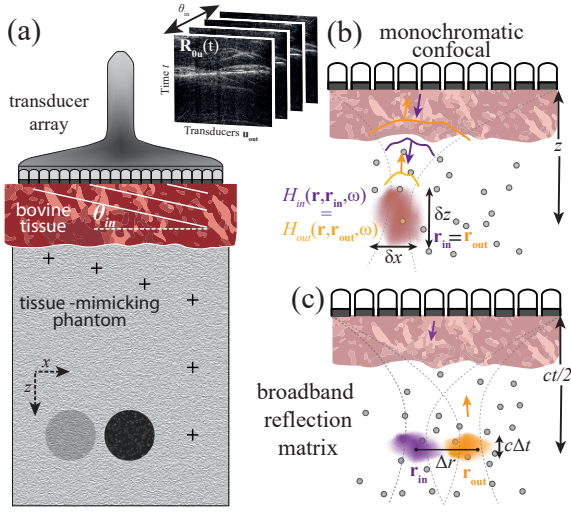 (a)
θin
Rθu(t)
Time t
Transducers uout
transducer
array
bovine
tissue
θin
tissue-mimicking
phantom
x
z
(b)
monochromatic
confocal
z
Hin(r,rin,ω)
=
Hout(r,rout,ω)
δz
rin=rout
δx
(c)
ct/2
broadband
reflection
matrix
cΔt
Δr
rin
rout